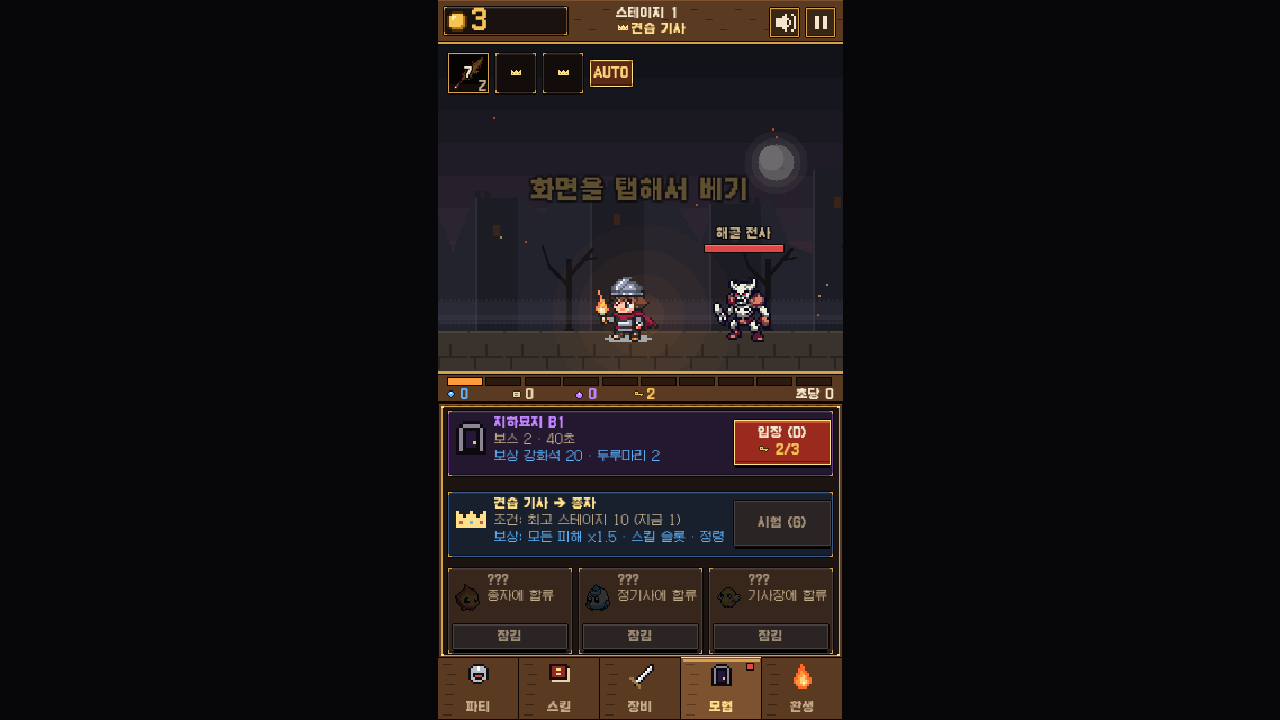 3
스테이지 1
견습 기사
7
Z
AUTO
화면을 탭해서 베기
해골 전사
0
0
0
2
초당 0
지하묘지 B1
보스 2 · 40초
보상 강화석 20 · 두루마리 2
입장 (D)
2/3
견습 기사 → 종자
조건: 최고 스테이지 10 (지금 1)
보상: 모든 피해 x1.5 · 스킬 슬롯 · 정령
시험 (G)
???
종자에 합류
잠김
???
정기사에 합류
잠김
???
기사장에 합류
잠김
파티
스킬
장비
모험
환생